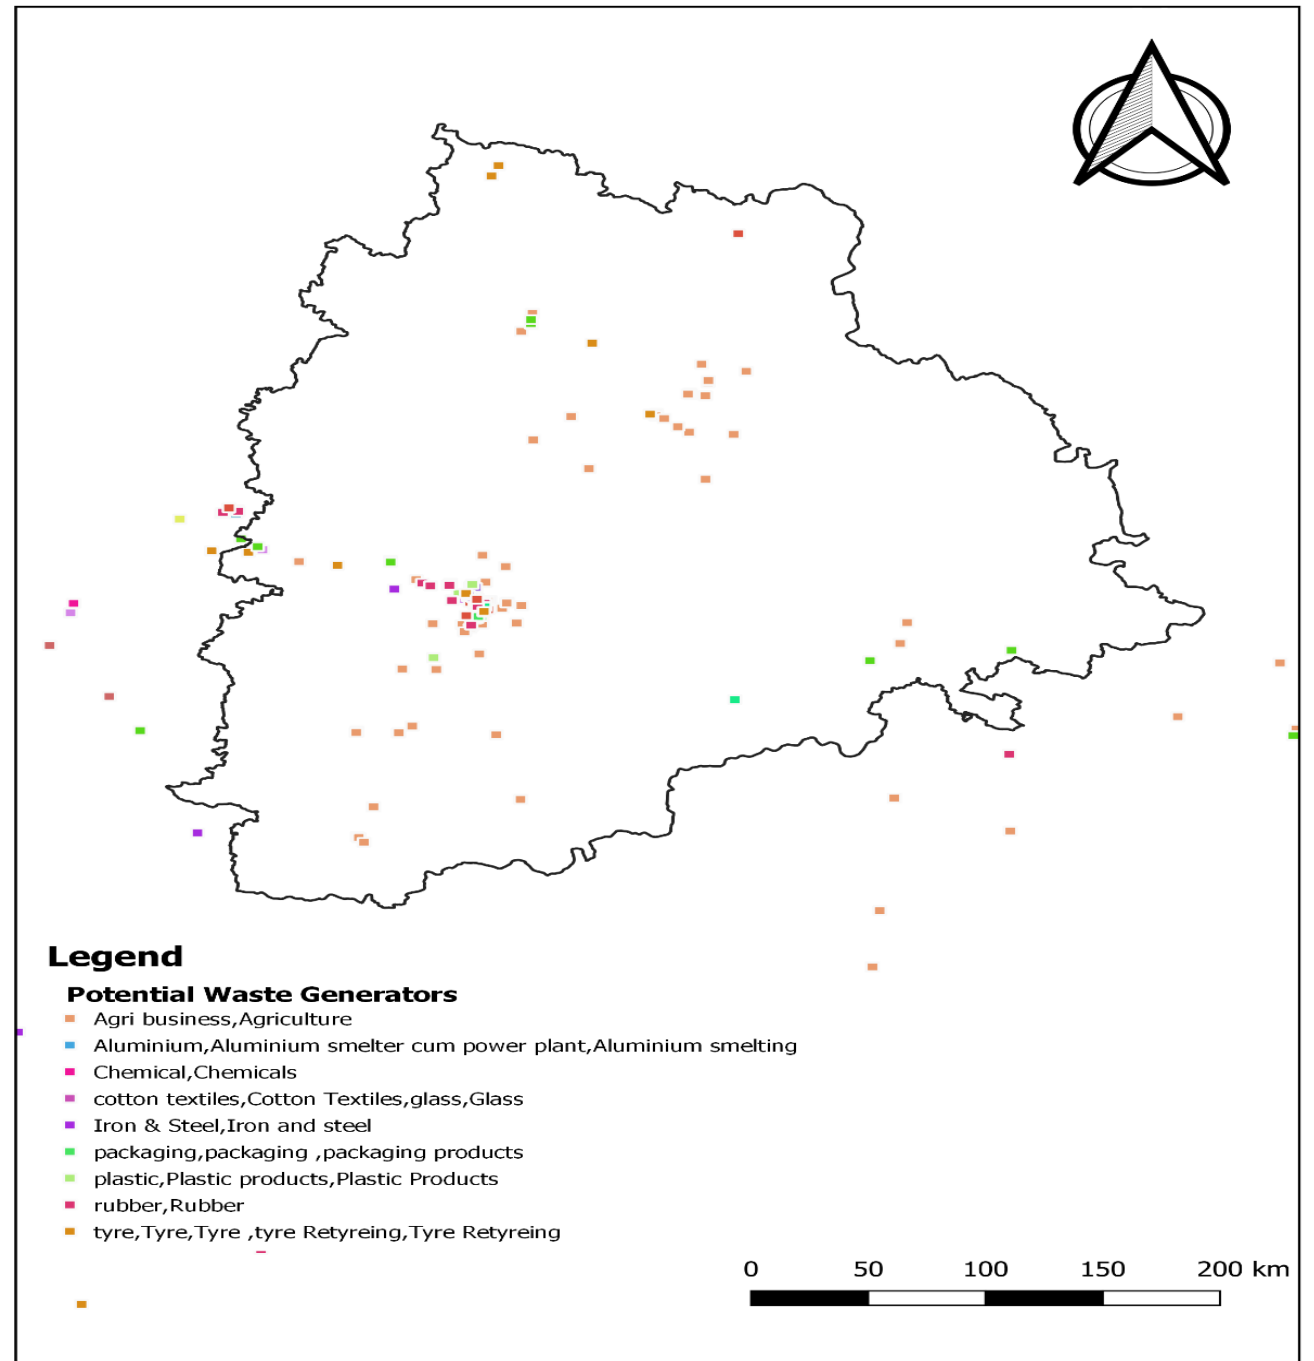 Legend
Potential Waste Generators
Agri business,Agriculture
Aluminium,Aluminium smelter cum power plant,Aluminium smelting
Chemical,Chemicals
cotton textiles,Cotton Textiles,glass,Glass
Iron & Steel,Iron and steel
packaging,packaging ,packaging products
plastic,Plastic products,Plastic Products
rubber,Rubber
tyre,Tyre,Tyre ,tyre Retyreing,Tyre Retyreing
0 50 100 150 200 km